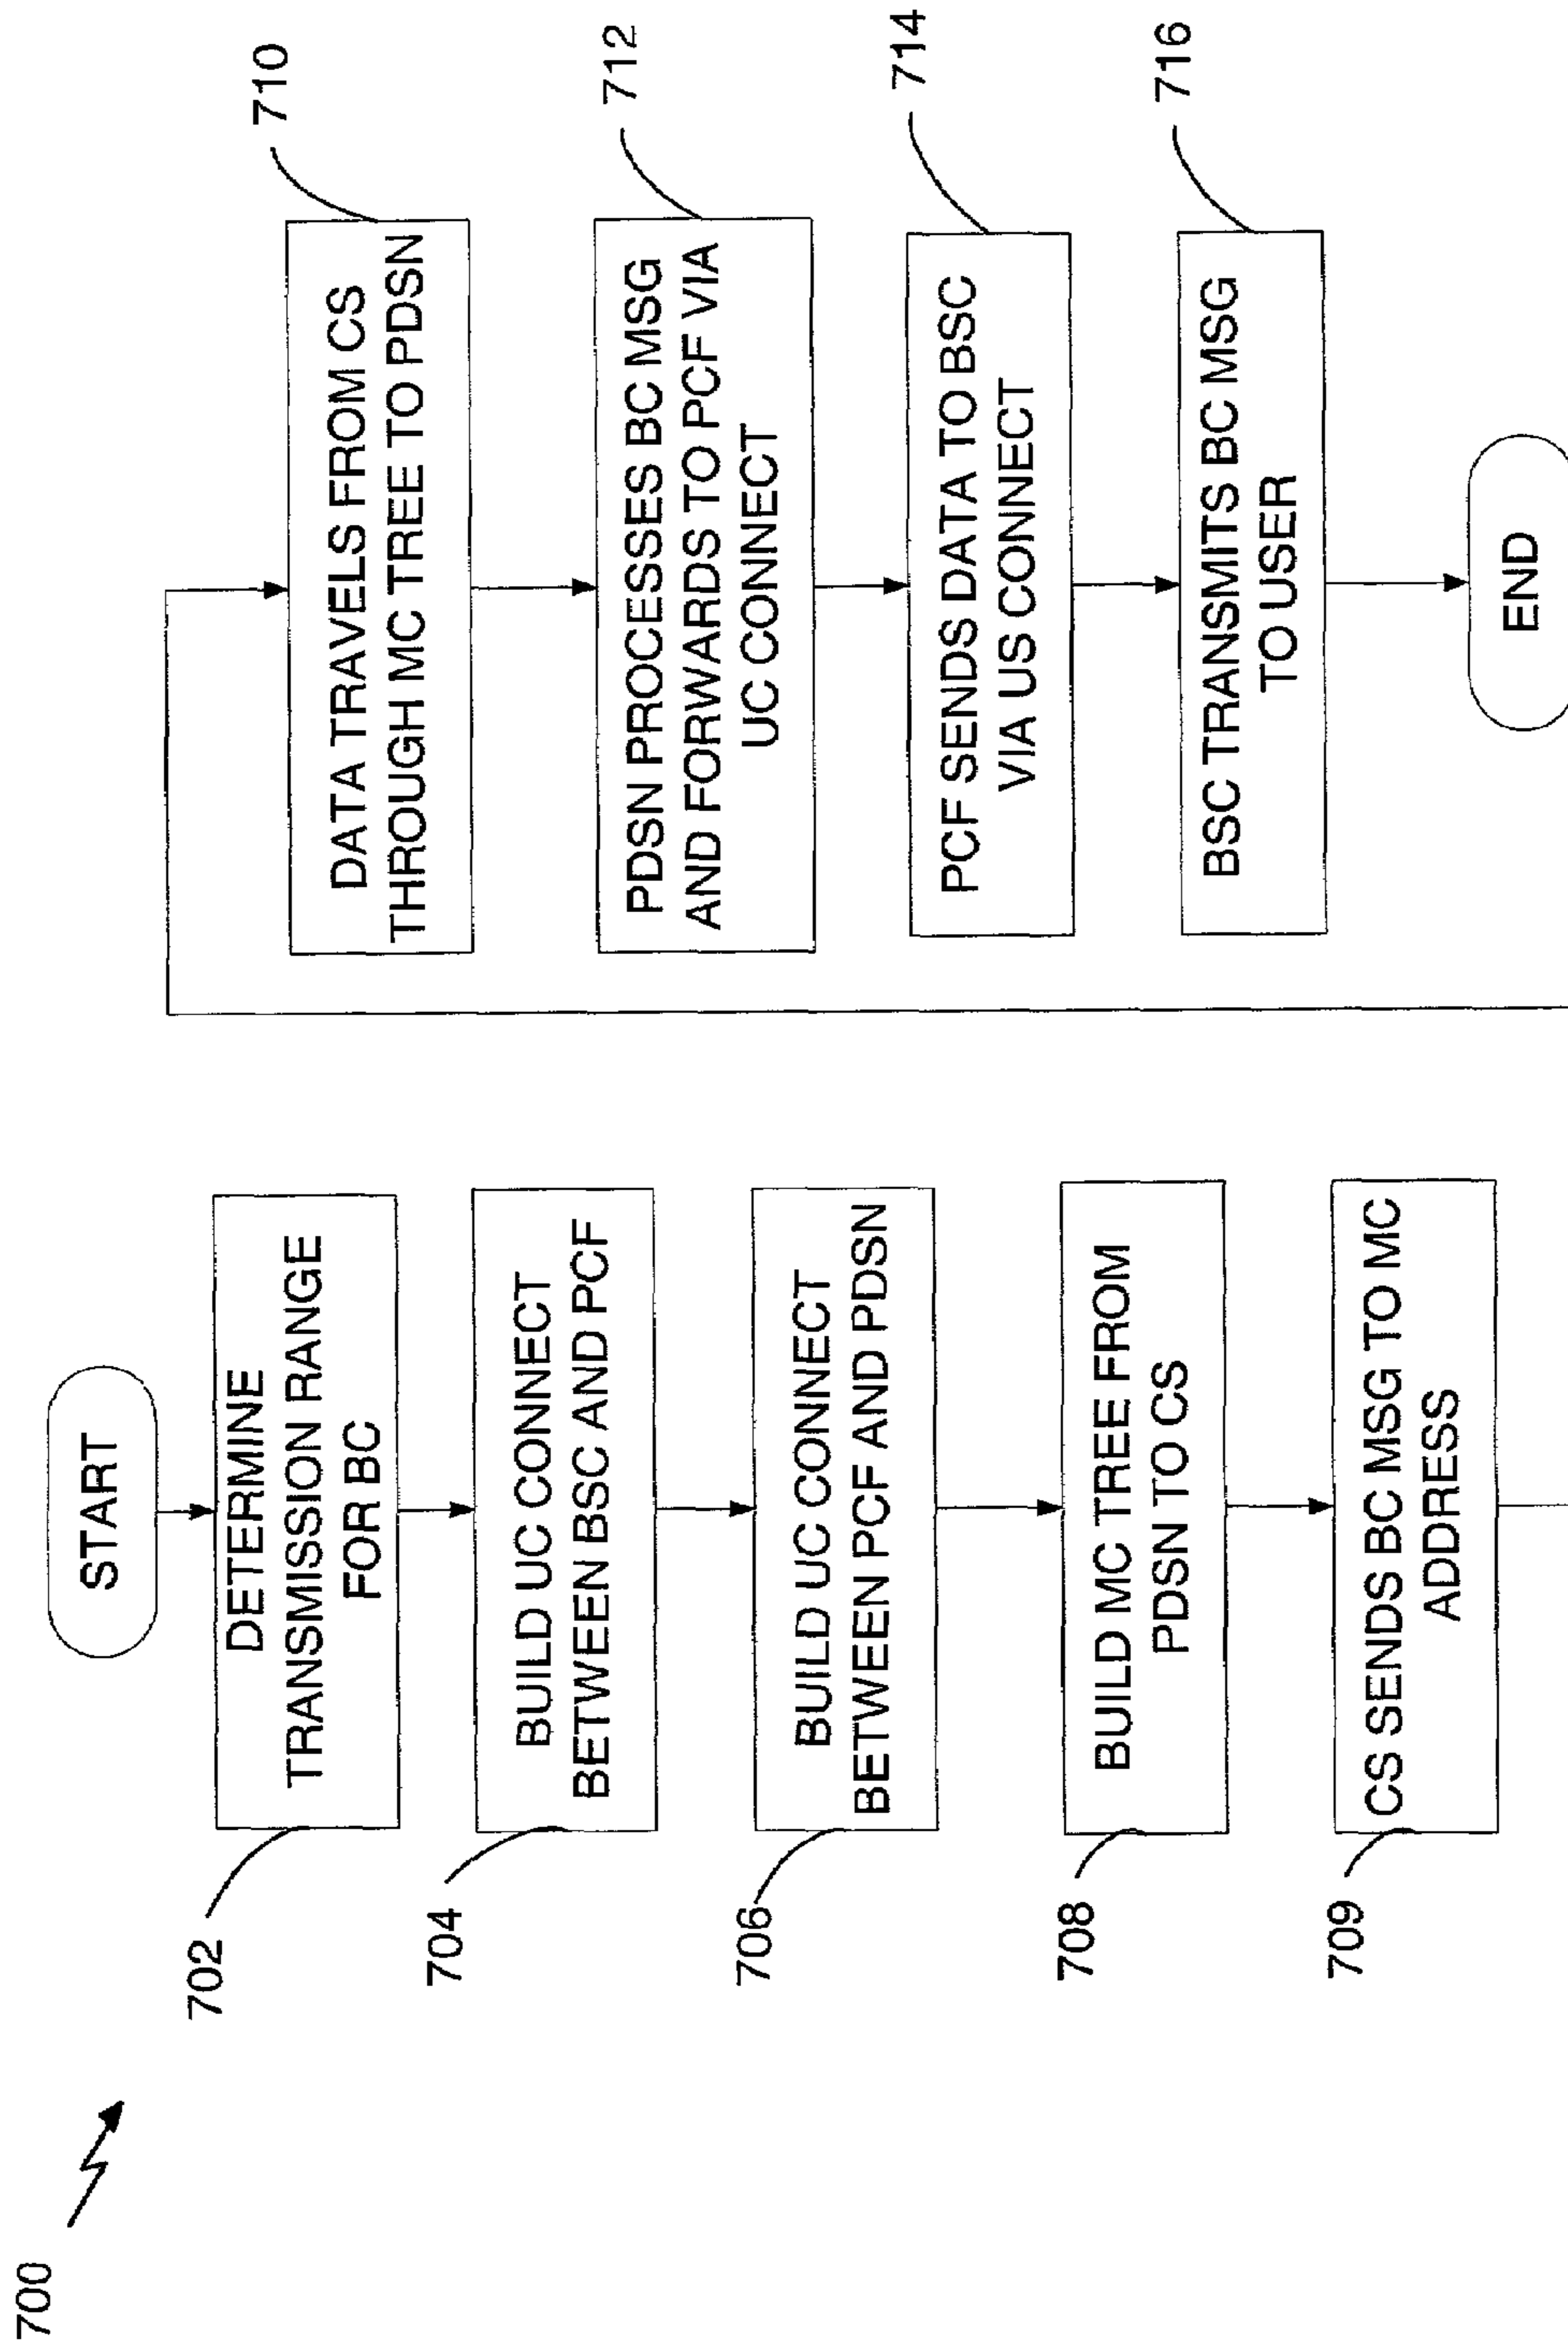 700
START
702
DETERMINE
TRANSMISSION RANGE
FOR BC
704
BUILD UC CONNECT
BETWEEN BSC AND PCF
706
BUILD UC CONNECT
BETWEEN PCF AND PDSN
708
BUILD MC TREE FROM
PDSN TO CS
709
CS SENDS BC MSG TO MC
ADDRESS
710
DATA TRAVELS FROM CS
THROUGH MC TREE TO PDSN
712
PDSN PROCESSES BC MSG
AND FORWARDS TO PCF VIA
UC CONNECT
714
PCF SENDS DATA TO BSC
VIA US CONNECT
716
BSC TRANSMITS BC MSG
TO USER
END